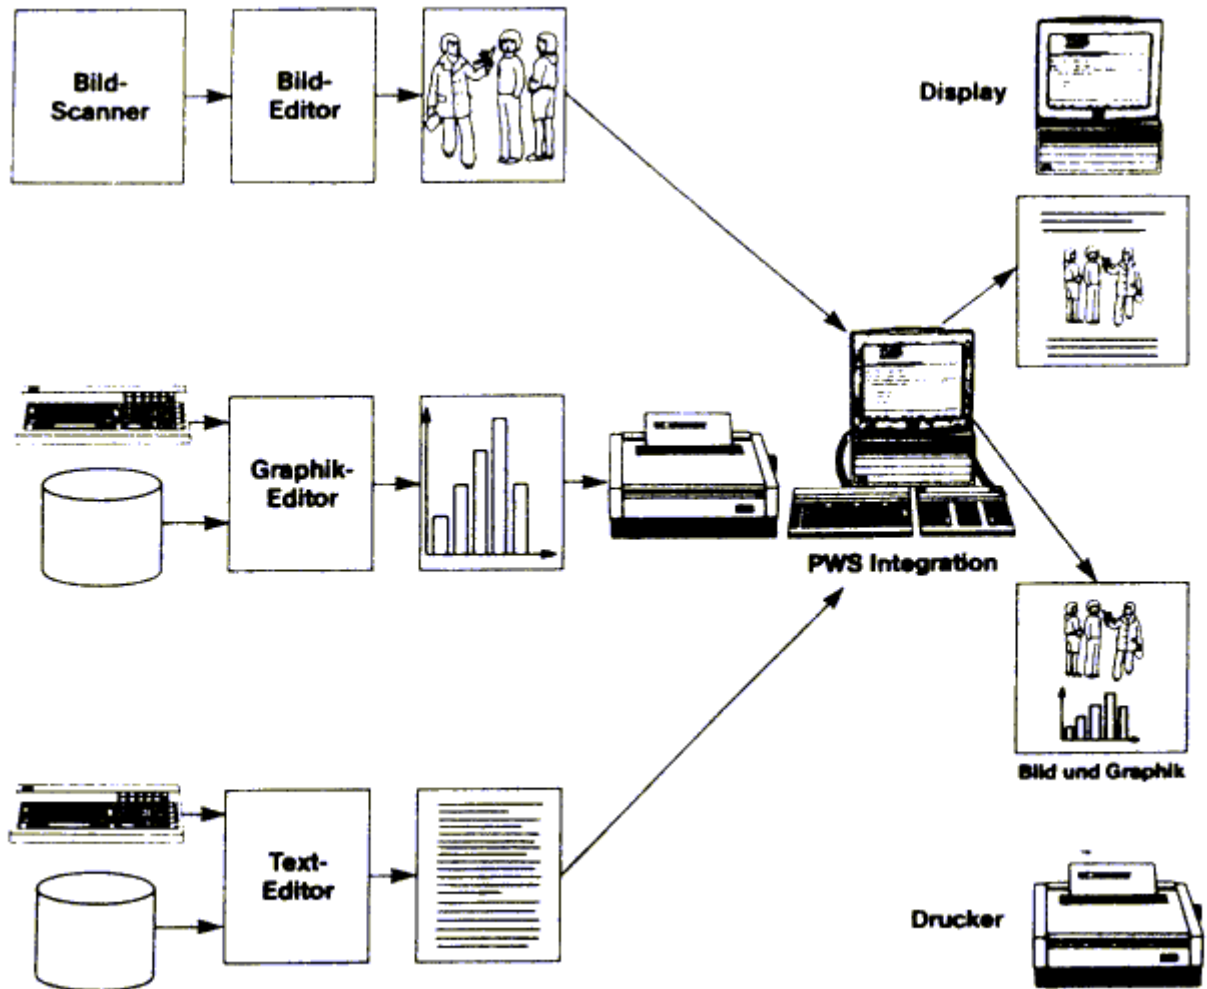 Bild-
Scanner
Bild-
Editor
Display
Graphik-
Editor
PWS Integration
Bild und Graphik
Text-
Editor
Drucker